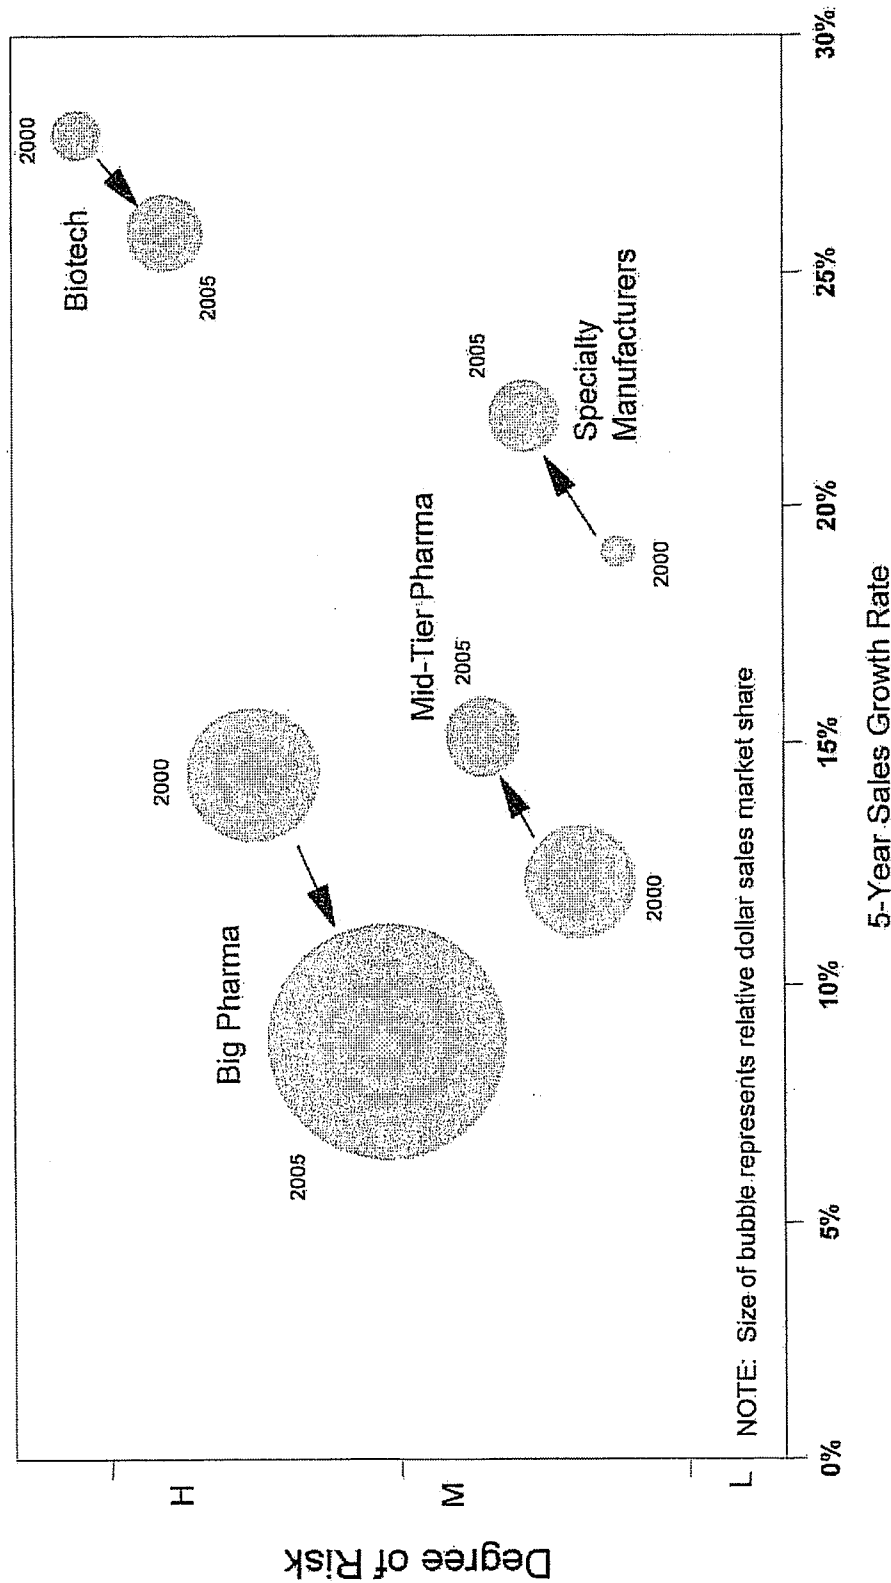 Degree of Risk
H
M
L
Biotech
2000
2005
Big Pharma
2000
2005
Mid-Tier Pharma
2005
2000
Specialty
Manufacturers
2005
2000
NOTE: Size of bubble represents relative dollar sales market share
0%
5%
10%
15%
20%
25%
30%
5-Year Sales Growth Rate